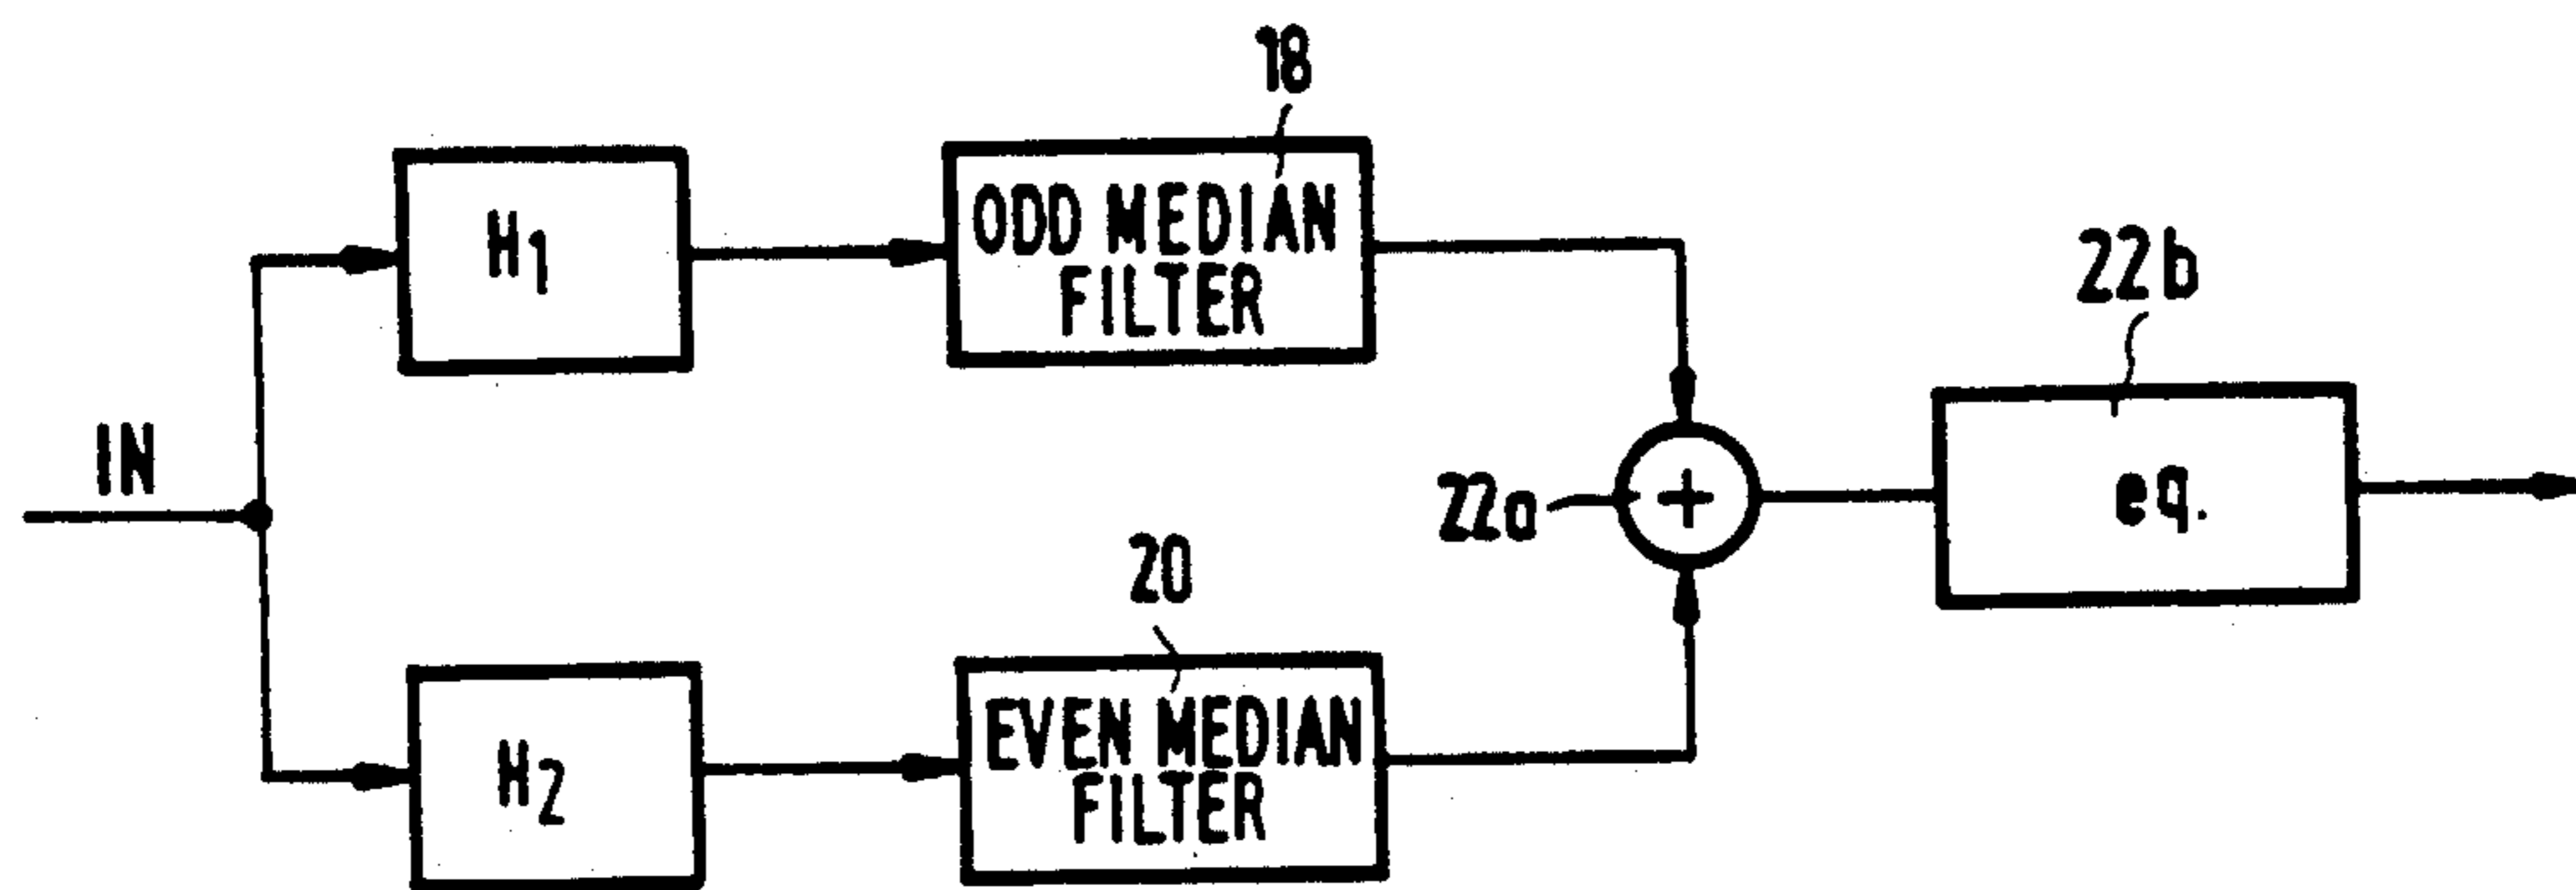 18
H1
ODD MEDIAN
FILTER
22b
IN
22a
eq.
20
H2
EVEN MEDIAN
FILTER